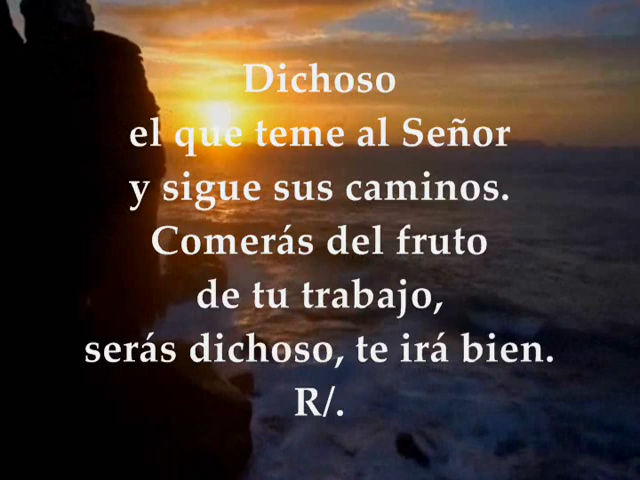 Dichoso
el que teme al Señor
y sigue sus caminos.
Comerás del fruto
de tu trabajo,
serás dichoso, te irá bien.
R/.